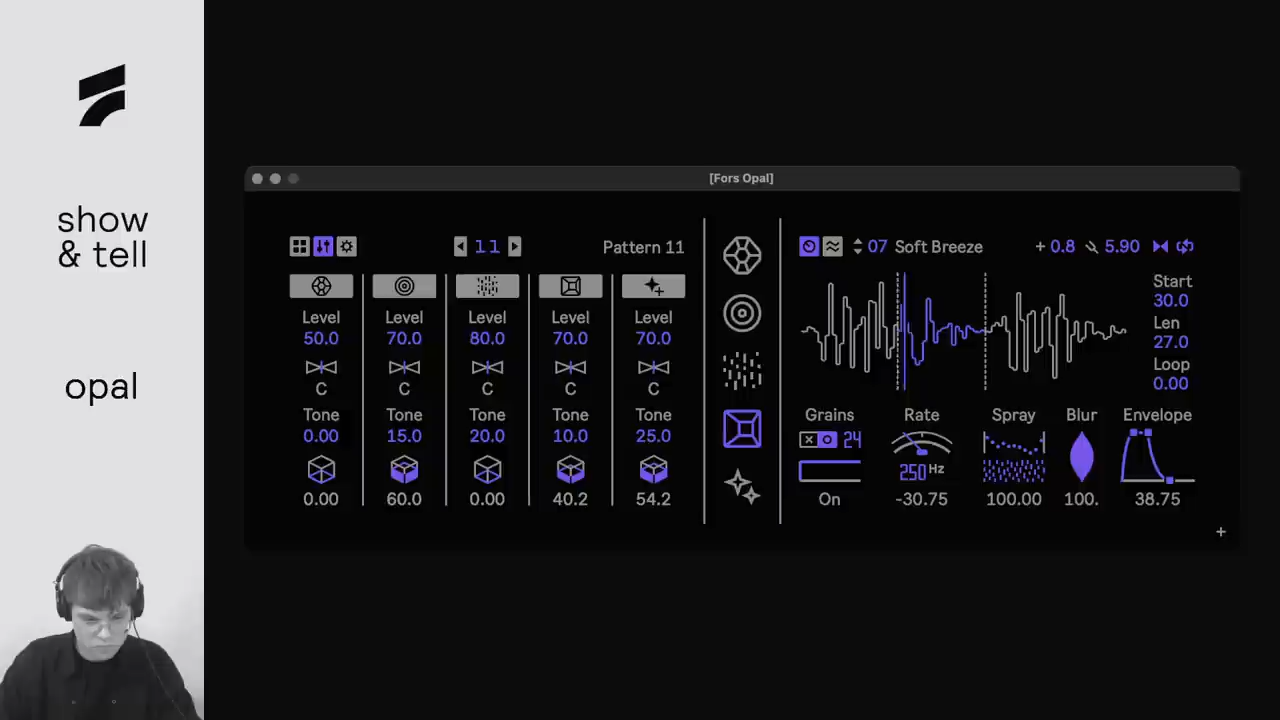 show
& tell
opal
[Fors Opal]
11
Pattern 11
Level Level Level Level Level
50.0 70.0 80.0 70.0 70.0
C C C C C
Tone Tone Tone Tone Tone
0.00 15.0 20.0 10.0 25.0
0.00 60.0 0.00 40.2 54.2
07 Soft Breeze + 0.8 5.90
Start
30.0
Len
27.0
Loop
0.00
Grains Rate Spray Blur Envelope
24
250 Hz
On -30.75 100.00 100. 38.75
+